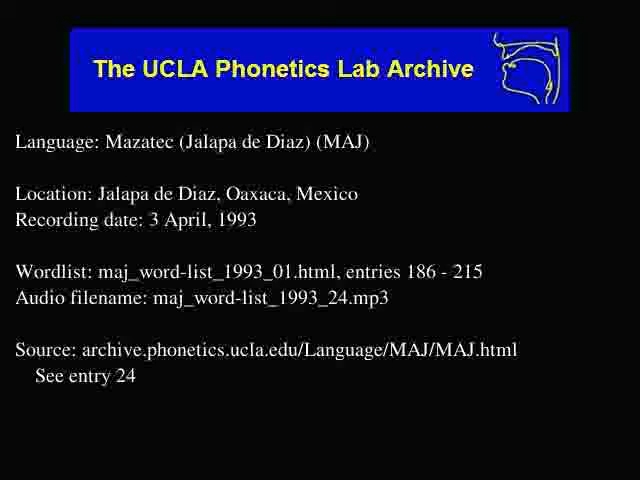 The UCLA Phonetics Lab Archive
Language: Mazatec (Jalapa de Diaz) (MAJ)
Location: Jalapa de Diaz, Oaxaca, Mexico
Recording date: 3 April, 1993
Wordlist: maj_word-list_1993_01.html, entries 186 - 215
Audio filename: maj_word-list_1993_24.mp3
Source: archive.phonetics.ucla.edu/Language/MAJ/MAJ.html
See entry 24